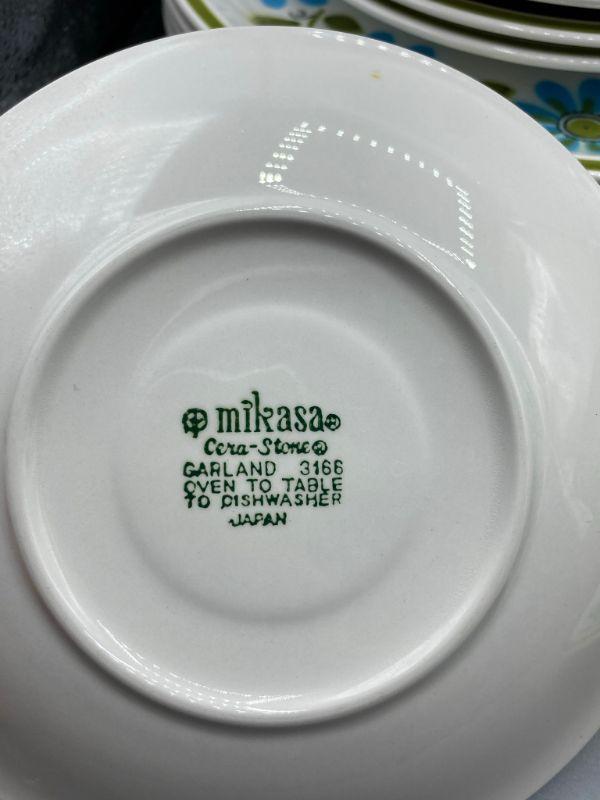 mikasa®
Cera-Stone®
GARLAND 3166
OVEN TO TABLE
TO DISHWASHER
JAPAN